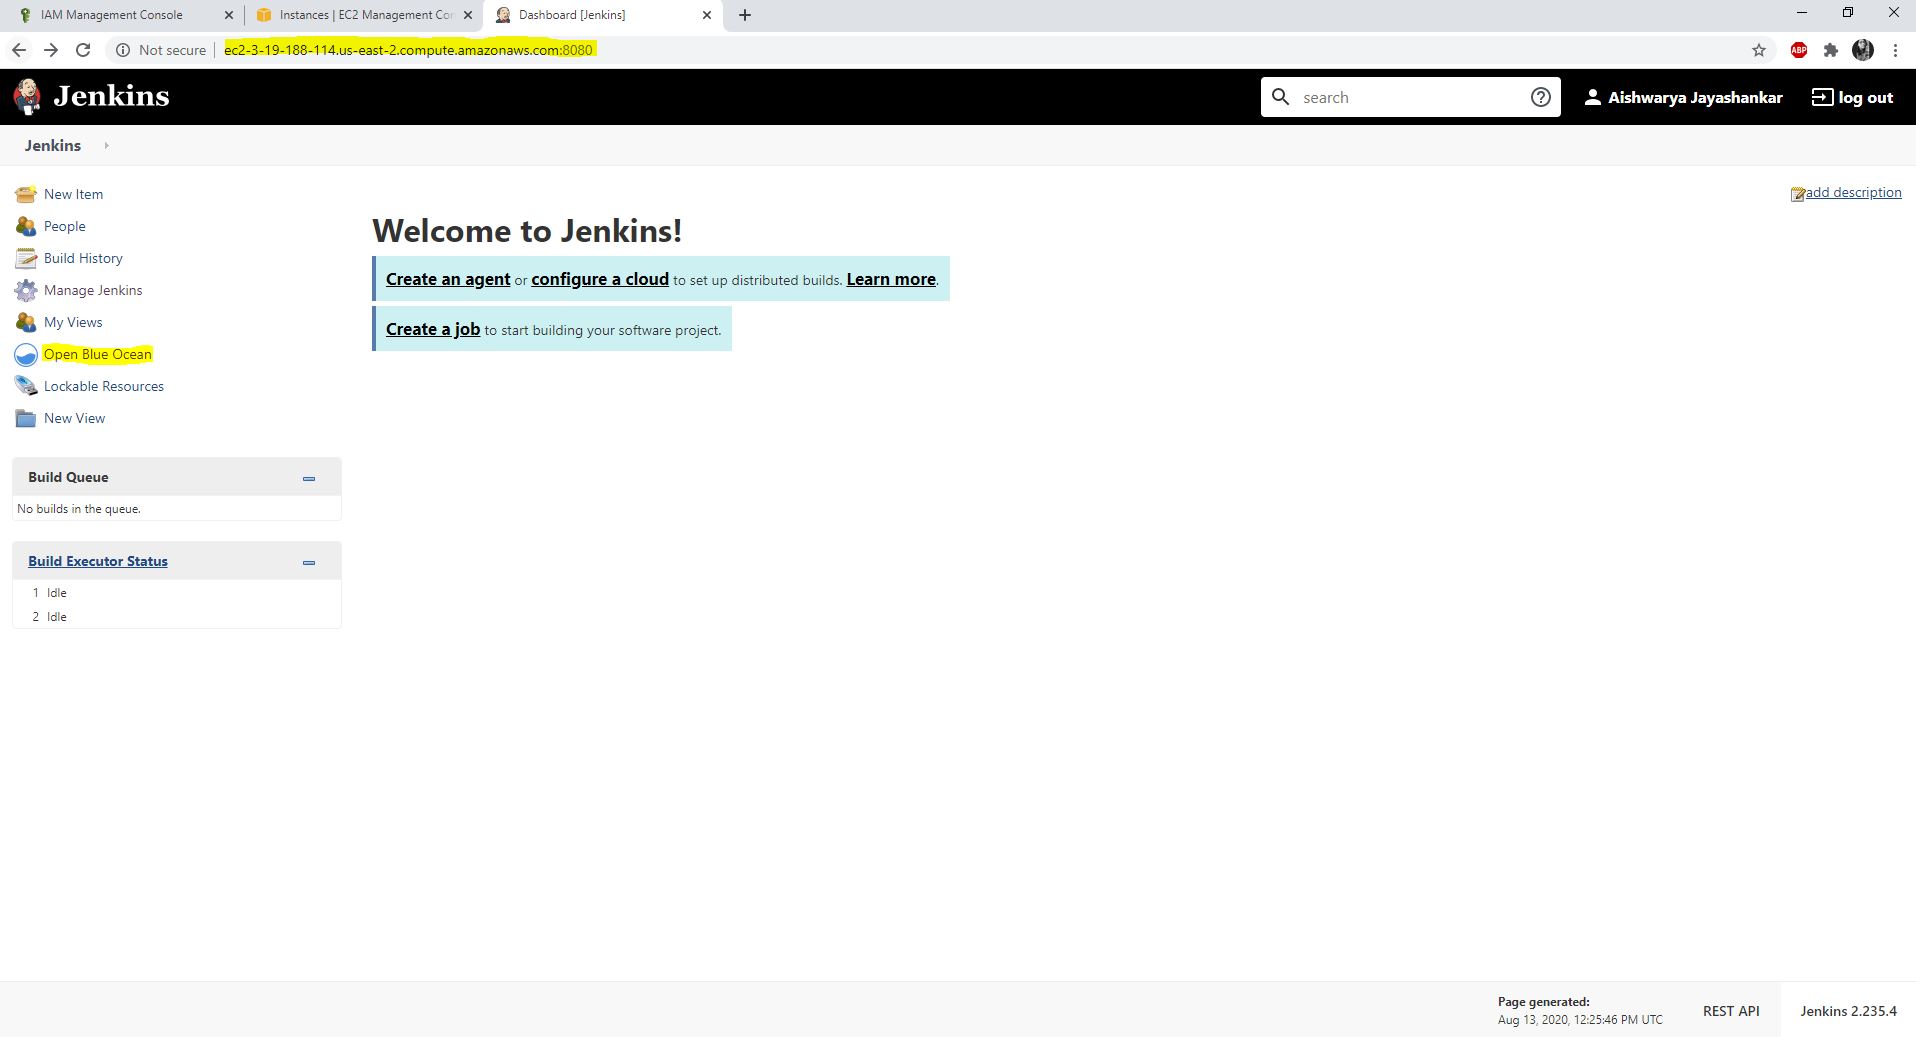 IAM Management Console
Instances | EC2 Management Con
Dashboard [Jenkins]
Not secure | ec2-3-19-188-114.us-east-2.compute.amazonaws.com:8080
ABP
Jenkins
search
Aishwarya Jayashankar
log out
Jenkins
New Item
People
Build History
Manage Jenkins
My Views
Open Blue Ocean
Lockable Resources
New View
Build Queue
No builds in the queue.
Build Executor Status
1 Idle
2 Idle
add description
Welcome to Jenkins!
Create an agent or configure a cloud to set up distributed builds. Learn more.
Create a job to start building your software project.
Page generated:
Aug 13, 2020, 12:25:46 PM UTC
REST API
Jenkins 2.235.4